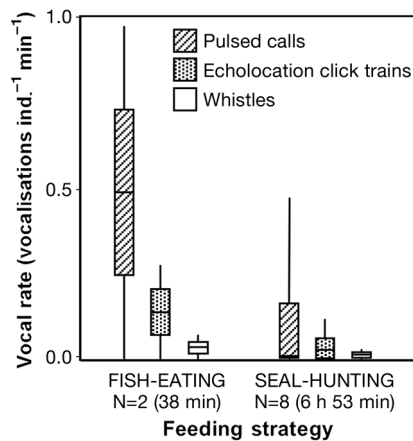 1.0
0.5
0.0
Vocal rate (vocalisations ind.⁻¹ min⁻¹)
Pulsed calls
Echolocation click trains
Whistles
FISH-EATING SEAL-HUNTING
N=2 (38 min) N=8 (6 h 53 min)
Feeding strategy